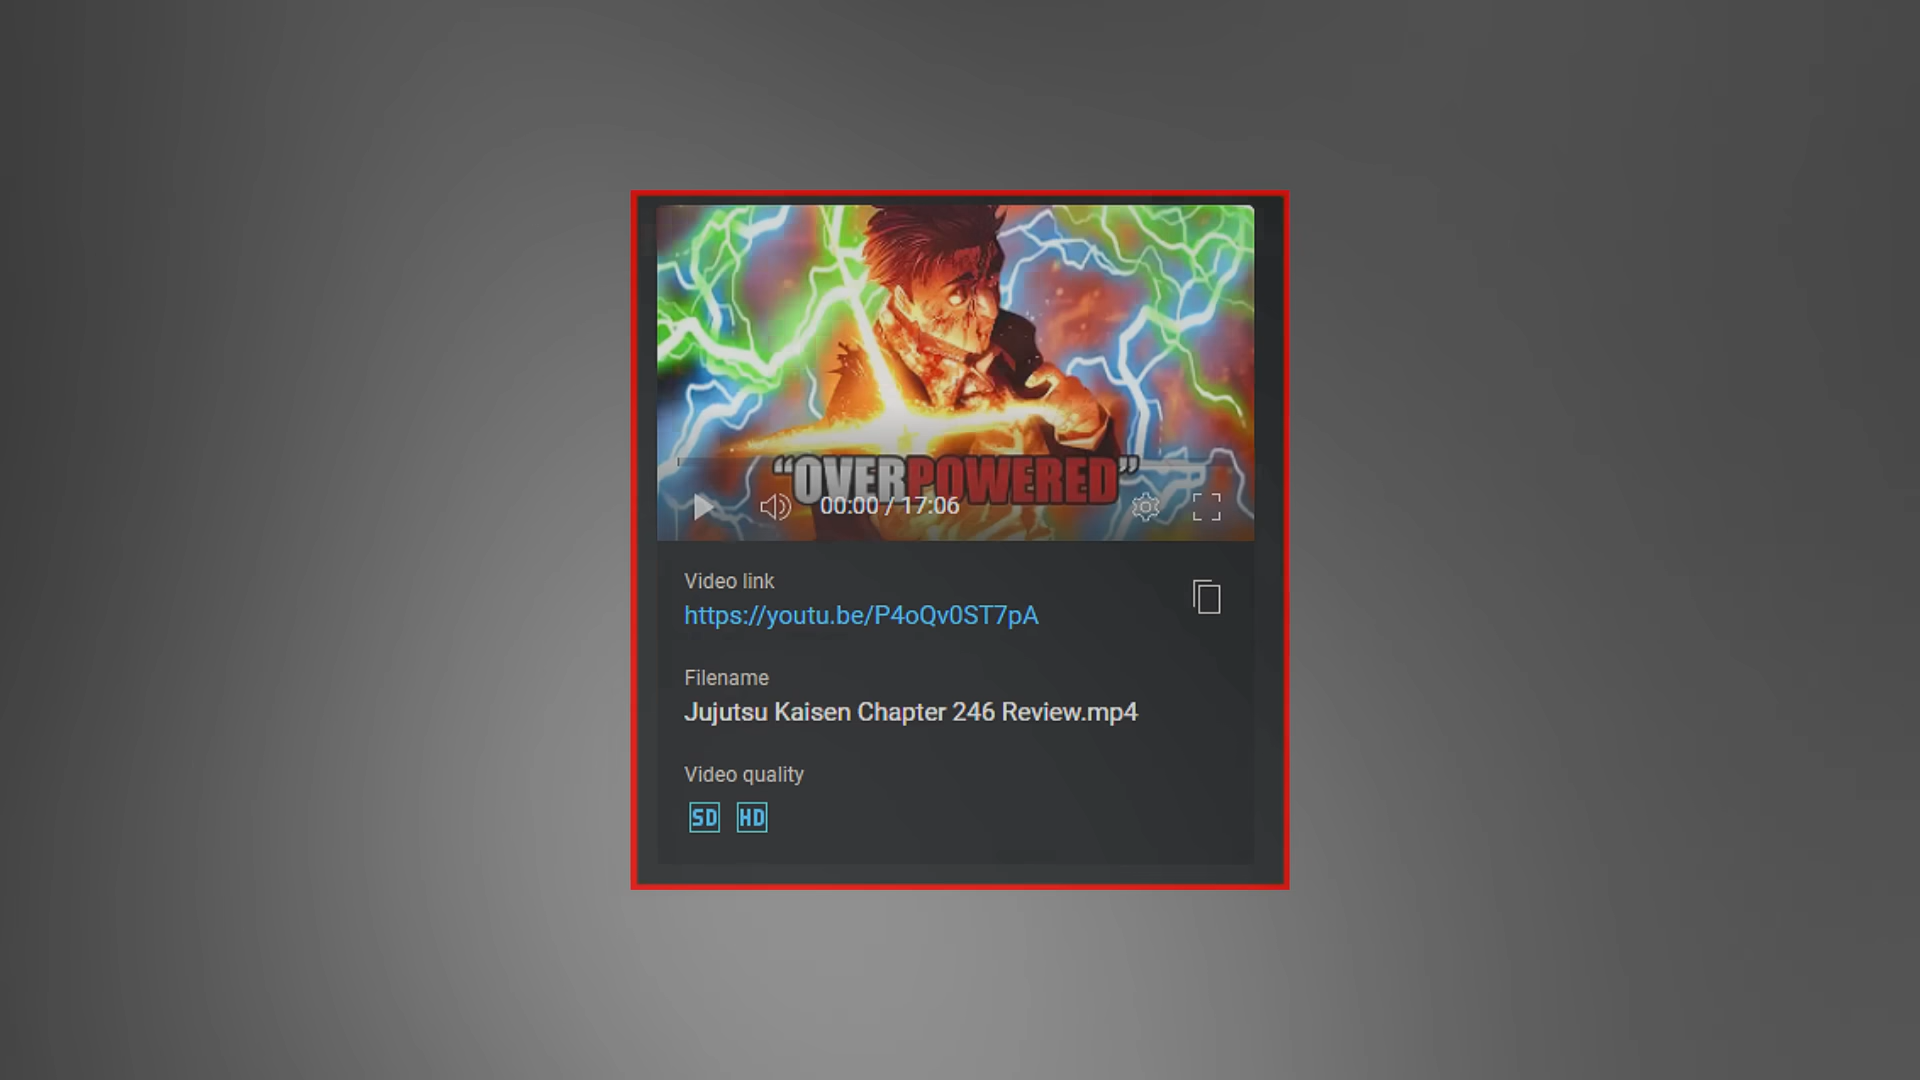 “OVERPOWERED”
00:00 / 17:06
Video link
https://youtu.be/P4oQv0ST7pA
Filename
Jujutsu Kaisen Chapter 246 Review.mp4
Video quality
SD HD